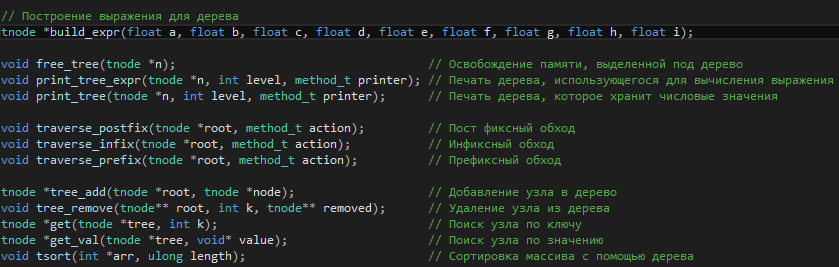 // Построение выражения для дерева
tnode *build_expr(float a, float b, float c, float d, float e, float f, float g, float h, float i);
void free_tree(tnode *n); // Освобождение памяти, выделенной под дерево
void print_tree_expr(tnode *n, int level, method_t printer); // Печать дерева, использующегося для вычисления выражения
void print_tree(tnode *n, int level, method_t printer); // Печать дерева, которое хранит числовые значения
void traverse_postfix(tnode *root, method_t action); // Пост фиксный обход
void traverse_infix(tnode *root, method_t action); // Инфиксный обход
void traverse_prefix(tnode *root, method_t action); // Префиксный обход
tnode *tree_add(tnode *root, tnode *node); // Добавление узла в дерево
void tree_remove(tnode** root, int k, tnode** removed); // Удаление узла из дерева
tnode *get(tnode *tree, int k); // Поиск узла по ключу
tnode *get_val(tnode *tree, void* value); // Поиск узла по значению
void tsort(int *arr, ulong length); // Сортировка массива с помощью дерева